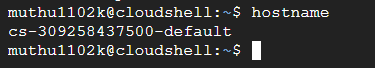 muthu1102k@cloudshell:~$ hostname
cs-309258437500-default
muthu1102k@cloudshell:~$